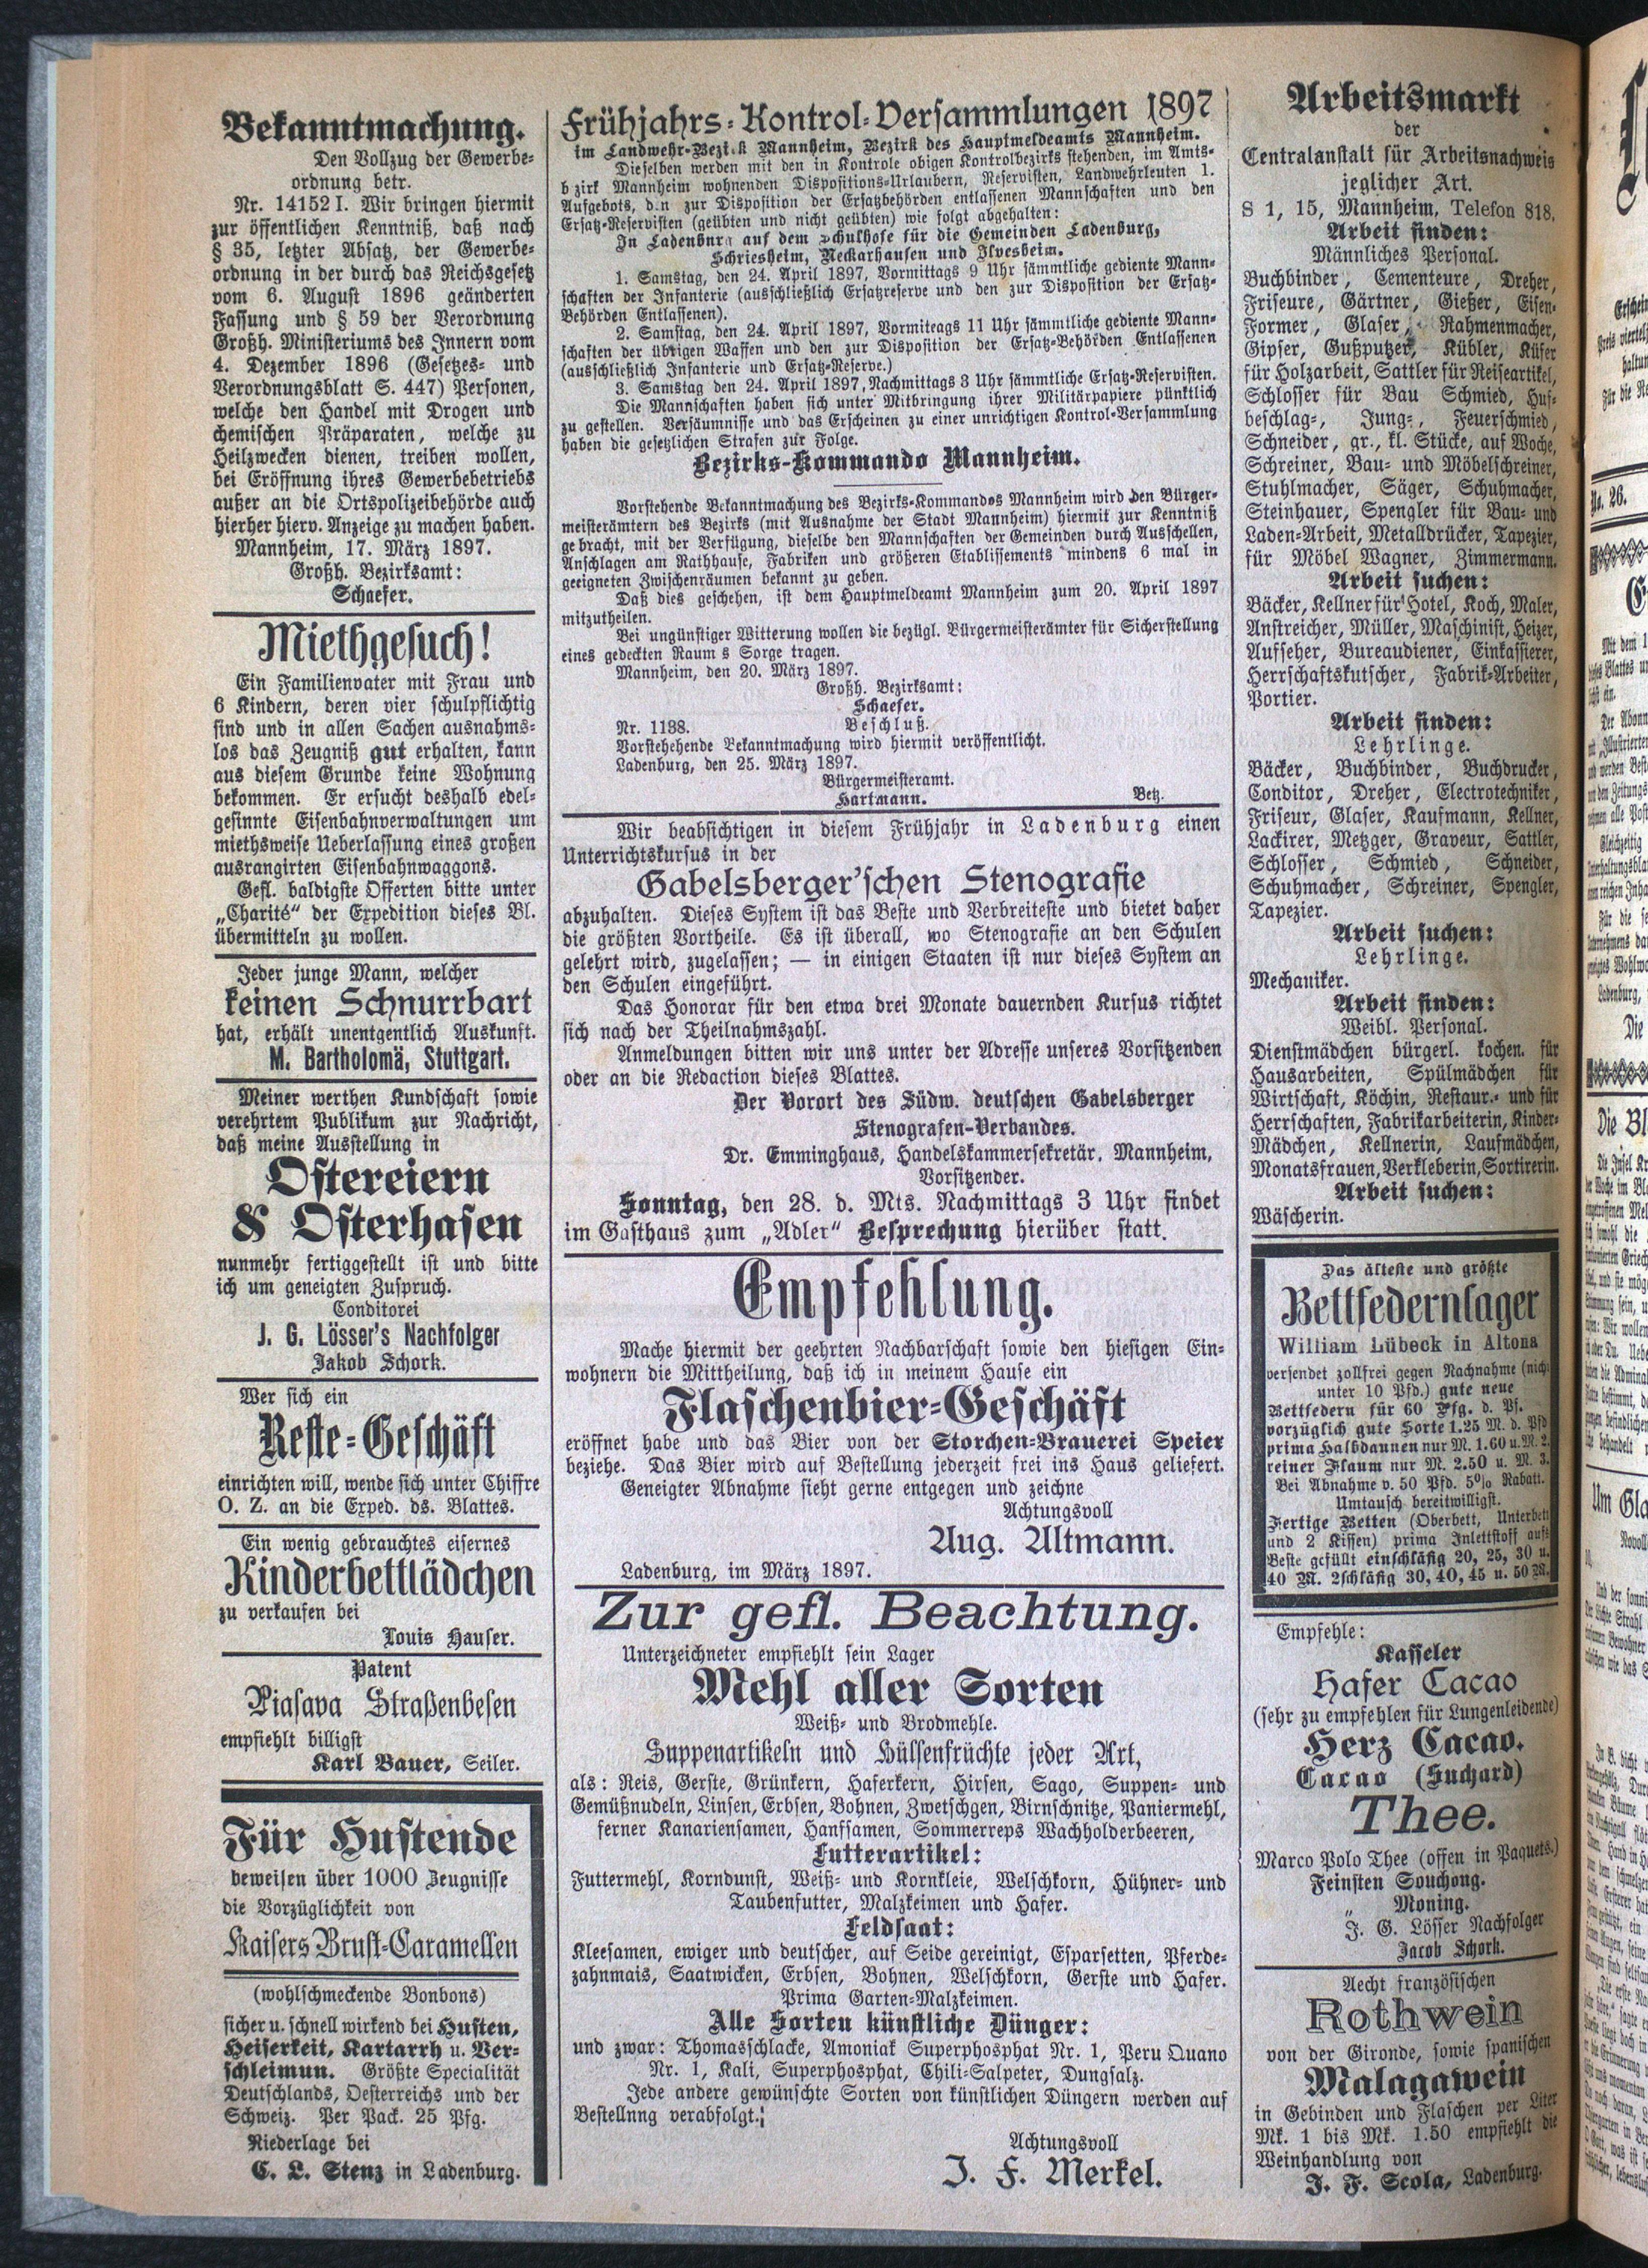 Bekanntmachung.
Den Vollzug der Gewerbe-
ordnung betr.
Nr. 14152 I. Wir bringen hiermit
zur öffentlichen Kenntniß, daß nach
§ 35, letzter Absatz, der Gewerbe-
ordnung in der durch das Reichsgesetz
vom 6. August 1896 geänderten
Fassung und § 59 der Verordnung
Großh. Ministeriums des Innern vom
4. Dezember 1896 (Gesetzes- und
Verordnungsblatt S. 447) Personen,
welche den Handel mit Drogen und
chemischen Präparaten, welche zu
Heilzwecken dienen, treiben wollen,
bei Eröffnung ihres Gewerbebetriebs
außer an die Ortspolizeibehörde auch
hierher hierv. Anzeige zu machen haben.
Mannheim, 17. März 1897.
Großh. Bezirksamt:
Schaefer.
Miethgesuch!
Ein Familienvater mit Frau und
6 Kindern, deren vier schulpflichtig
sind und in allen Sachen ausnahms-
los das Zeugniß gut erhalten, kann
aus diesem Grunde keine Wohnung
bekommen. Er ersucht deshalb edel-
gesinnte Eisenbahnverwaltungen um
miethsweise Ueberlassung eines großen
ausrangirten Eisenbahnwaggons.
Gefl. baldigste Offerten bitte unter
„Charité“ der Expedition dieses Bl.
übermitteln zu wollen.
Jeder junge Mann, welcher
keinen Schnurrbart
hat, erhält unentgentlich Auskunft.
M. Bartholomä, Stuttgart.
Meiner werthen Kundschaft sowie
verehrtem Publikum zur Nachricht,
daß meine Ausstellung in
Ostereiern
& Osterhasen
nunmehr fertiggestellt ist und bitte
ich um geneigten Zuspruch.
Conditorei
J. G. Lösser's Nachfolger
Jakob Schork.
Wer sich ein
Reste-Geschäft
einrichten will, wende sich unter Chiffre
O. Z. an die Exped. ds. Blattes.
Ein wenig gebrauchtes eisernes
Kinderbettlädchen
zu verkaufen bei
Louis Hauser.
Patent
Piasava Straßenbesen
empfiehlt billigst
Karl Bauer, Seiler.
Für Hustende
beweisen über 1000 Zeugnisse
die Vorzüglichkeit von
Kaisers Brust-Caramellen
(wohlschmeckende Bonbons)
sicher u. schnell wirkend bei Husten,
Heiserkeit, Kartarrh u. Ver-
schleimun. Größte Specialität
Deutschlands, Oesterreichs und der
Schweiz. Per Pack. 25 Pfg.
Niederlage bei
C. L. Stenz in Ladenburg.
Frühjahrs-Kontrol-Versammlungen 1897
im Landwehr-Bezirk Mannheim, Bezirk des Hauptmeldeamts Mannheim.
Dieselben werden mit den in Kontrole obigen Kontrolbezirks stehenden, im Amts-
bzirk Mannheim wohnenden Dispositions-Urlaubern, Reservisten, Landwehrleuten 1.
Aufgebots, d.n zur Disposition der Ersatzbehörden entlassenen Mannschaften und den
Ersatz-Reservisten (geübten und nicht geübten) wie folgt abgehalten:
In Ladenburg auf dem Schulhofe für die Gemeinden Ladenburg,
Schriesheim, Neckarhausen und Ilvesheim.
1. Samstag, den 24. April 1897, Vormittags 9 Uhr sämmtliche gediente Mann-
schaften der Infanterie (ausschließlich Ersatzreserve und den zur Disposition der Ersatz-
Behörden Entlassenen).
2. Samstag, den 24. April 1897, Vormiteags 11 Uhr sämmtliche gediente Mann-
schaften der übrigen Waffen und den zur Disposition der Ersatz-Behörden Entlassenen
(ausschließlich Infanterie und Ersatz-Reserve.)
3. Samstag den 24. April 1897, Nachmittags 3 Uhr sämmtliche Ersatz-Reservisten.
Die Mannschaften haben sich unter Mitbringung ihrer Militärpapiere pünktlich
zu gestellen. Versäumnisse und das Erscheinen zu einer unrichtigen Kontrol-Versammlung
haben die gesetzlichen Strafen zur Folge.
Bezirks-Kommando Mannheim.
Vorstehende Bekanntmachung des Bezirks-Kommandos Mannheim wird den Bürger-
meisterämtern des Bezirks (mit Ausnahme der Stadt Mannheim) hiermit zur Kenntniß
gebracht, mit der Verfügung, dieselbe den Mannschaften der Gemeinden durch Ausschellen,
Anschlagen am Rathhause, Fabriken und größeren Etablissements mindens 6 mal in
geeigneten Zwischenräumen bekannt zu geben.
Daß dies geschehen, ist dem Hauptmeldeamt Mannheim zum 20. April 1897
mitzutheilen.
Bei ungünstiger Witterung wollen die bezügl. Bürgermeisterämter für Sicherstellung
eines gedeckten Raum s Sorge tragen.
Mannheim, den 20. März 1897.
Großh. Bezirksamt:
Schaefer.
Nr. 1138. Beschluß.
Vorstehehende Bekanntmachung wird hiermit veröffentlicht.
Ladenburg, den 25. März 1897.
Bürgermeisteramt.
Hartmann. Betz.
Wir beabsichtigen in diesem Frühjahr in Ladenburg einen
Unterrichtskursus in der
Gabelsberger'schen Stenografie
abzuhalten. Dieses System ist das Beste und Verbreiteste und bietet daher
die größten Vortheile. Es ist überall, wo Stenografie an den Schulen
gelehrt wird, zugelassen; — in einigen Staaten ist nur dieses System an
den Schulen eingeführt.
Das Honorar für den etwa drei Monate dauernden Kursus richtet
sich nach der Theilnahmszahl.
Anmeldungen bitten wir uns unter der Adresse unseres Vorsitzenden
oder an die Redaction dieses Blattes.
Der Vorort des Südw. deutschen Gabelsberger
Stenografen-Verbandes.
Dr. Emminghaus, Handelskammersekretär, Mannheim,
Vorsitzender.
Sonntag, den 28. d. Mts. Nachmittags 3 Uhr findet
im Gasthaus zum „Adler“ Besprechung hierüber statt.
Empfehlung.
Mache hiermit der geehrten Nachbarschaft sowie den hiesigen Ein-
wohnern die Mittheilung, daß ich in meinem Hause ein
Flaschenbier-Geschäft
eröffnet habe und das Bier von der Storchen-Brauerei Speier
beziehe. Das Bier wird auf Bestellung jederzeit frei ins Haus geliefert.
Geneigter Abnahme sieht gerne entgegen und zeichne
Achtungsvoll
Aug. Altmann.
Ladenburg, im März 1897.
Zur gefl. Beachtung.
Unterzeichneter empfiehlt sein Lager
Mehl aller Sorten
Weiß- und Brodmehle.
Suppenartikeln und Hülsenfrüchte jeder Art,
als: Reis, Gerste, Grünkern, Haferkern, Hirsen, Sago, Suppen- und
Gemüßnudeln, Linsen, Erbsen, Bohnen, Zwetschgen, Birnschnitze, Paniermehl,
ferner Kanariensamen, Hanfsamen, Sommerreps Wachholderbeeren,
Futterartikel:
Futtermehl, Korndunst, Weiß- und Kornkleie, Welschkorn, Hühner- und
Taubenfutter, Malzkeimen und Hafer.
Feldsaat:
Kleesamen, ewiger und deutscher, auf Seide gereinigt, Esparsetten, Pferde-
zahnmais, Saatwicken, Erbsen, Bohnen, Welschkorn, Gerste und Hafer.
Prima Garten-Malzkeimen.
Alle Sorten künstliche Dünger:
und zwar: Thomasschlacke, Amoniak Superphosphat Nr. 1, Peru Quano
Nr. 1, Kali, Superphosphat, Chili-Salpeter, Dungsalz.
Jede andere gewünschte Sorten von künstlichen Düngern werden auf
Bestellnng verabfolgt.
Achtungsvoll
J. F. Merkel.
Arbeitsmarkt
der
Centralanstalt für Arbeitsnachweis
jeglicher Art.
S 1, 15, Mannheim, Telefon 818.
Arbeit finden:
Männliches Personal.
Buchbinder, Cementeure, Dreher,
Friseure, Gärtner, Gießer, Eisen-
Former, Glaser, Rahmenmacher,
Gipser, Gußputzer, Kübler, Küfer
für Holzarbeit, Sattler für Reiseartikel,
Schlosser für Bau Schmied, Huf-
beschlag-, Jung-, Feuerschmied,
Schneider, gr., kl. Stücke, auf Woche,
Schreiner, Bau- und Möbelschreiner,
Stuhlmacher, Säger, Schuhmacher,
Steinhauer, Spengler für Bau- und
Laden-Arbeit, Metalldrücker, Tapezier,
für Möbel Wagner, Zimmermann.
Arbeit suchen:
Bäcker, Kellner für Hotel, Koch, Maler,
Anstreicher, Müller, Maschinist, Heizer,
Aufseher, Bureaudiener, Einkassierer,
Herrschaftskutscher, Fabrik-Arbeiter,
Portier.
Arbeit finden:
Lehrlinge.
Bäcker, Buchbinder, Buchdrucker,
Conditor, Dreher, Electrotechniker,
Friseur, Glaser, Kaufmann, Kellner,
Lackirer, Metzger, Graveur, Sattler,
Schlosser, Schmied, Schneider,
Schuhmacher, Schreiner, Spengler,
Tapezier.
Arbeit suchen:
Lehrlinge.
Mechaniker.
Arbeit finden:
Weibl. Personal.
Dienstmädchen bürgerl. kochen. für
Hausarbeiten, Spülmädchen für
Wirtschaft, Köchin, Restaur.- und für
Herrschaften, Fabrikarbeiterin, Kinder-
Mädchen, Kellnerin, Laufmädchen,
Monatsfrauen, Verkleberin, Sortirerin.
Arbeit suchen:
Wäscherin.
Das älteste und größte
Bettfedernlager
William Lübeck in Altona
versendet zollfrei gegen Nachnahme (nicht
unter 10 Pfd.) gute neue
Bettfedern für 60 Pfg. d. Pf.
vorzüglich gute Sorte 1.25 M. d. Pfd
prima Halbdaunen nur M. 1.60 u. M. 2.
reiner Flaum nur M. 2.50 u. M. 3.
Bei Abnahme v. 50 Pfd. 5% Rabatt.
Umtausch bereitwilligst.
Fertige Betten (Oberbett, Unterbett
und 2 Kissen) prima Inlettstoff aufs
Beste gefüllt einschläfig 20, 25, 30 u.
40 M. 2schläfig 30, 40, 45 u. 50 M.
Empfehle:
Kasseler
Hafer Cacao
(sehr zu empfehlen für Lungenleidende)
Herz Cacao.
Cacao (Suchard)
Thee.
Marco Polo Thee (offen in Paquets.)
Feinsten Souchong.
„ Moning.
J. G. Lösser Nachfolger
Jacob Schork.
Aecht französischen
Rothwein
von der Gironde, sowie spanischen
Malagawein
in Gebinden und Flaschen per Liter
Mk. 1 bis Mk. 1.50 empfiehlt die
Weinhandlung von
J. F. Scola, Ladenburg.
No. 26.
Mit dem 1
Ladenburg,
Die
Die Bl
Um Gla